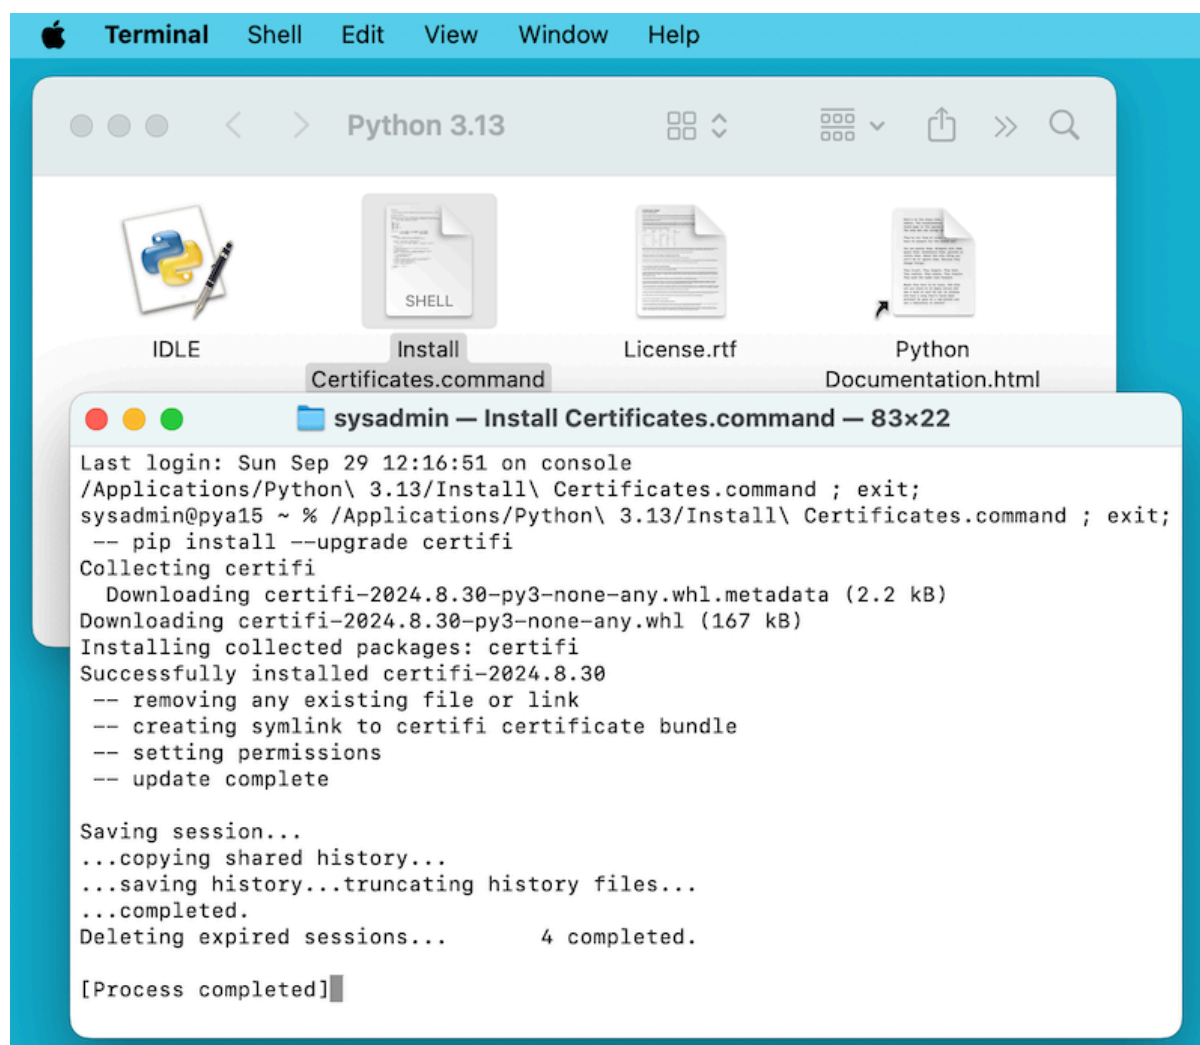 Terminal Shell Edit View Window Help
Python 3.13
SHELL
IDLE
Install
Certificates.command
License.rtf
Python
Documentation.html
sysadmin — Install Certificates.command — 83×22
Last login: Sun Sep 29 12:16:51 on console
/Applications/Python\ 3.13/Install\ Certificates.command ; exit;
sysadmin@pya15 ~ % /Applications/Python\ 3.13/Install\ Certificates.command ; exit;
 -- pip install --upgrade certifi
Collecting certifi
  Downloading certifi-2024.8.30-py3-none-any.whl.metadata (2.2 kB)
Downloading certifi-2024.8.30-py3-none-any.whl (167 kB)
Installing collected packages: certifi
Successfully installed certifi-2024.8.30
 -- removing any existing file or link
 -- creating symlink to certifi certificate bundle
 -- setting permissions
 -- update complete
Saving session...
...copying shared history...
...saving history...truncating history files...
...completed.
Deleting expired sessions...       4 completed.
[Process completed]